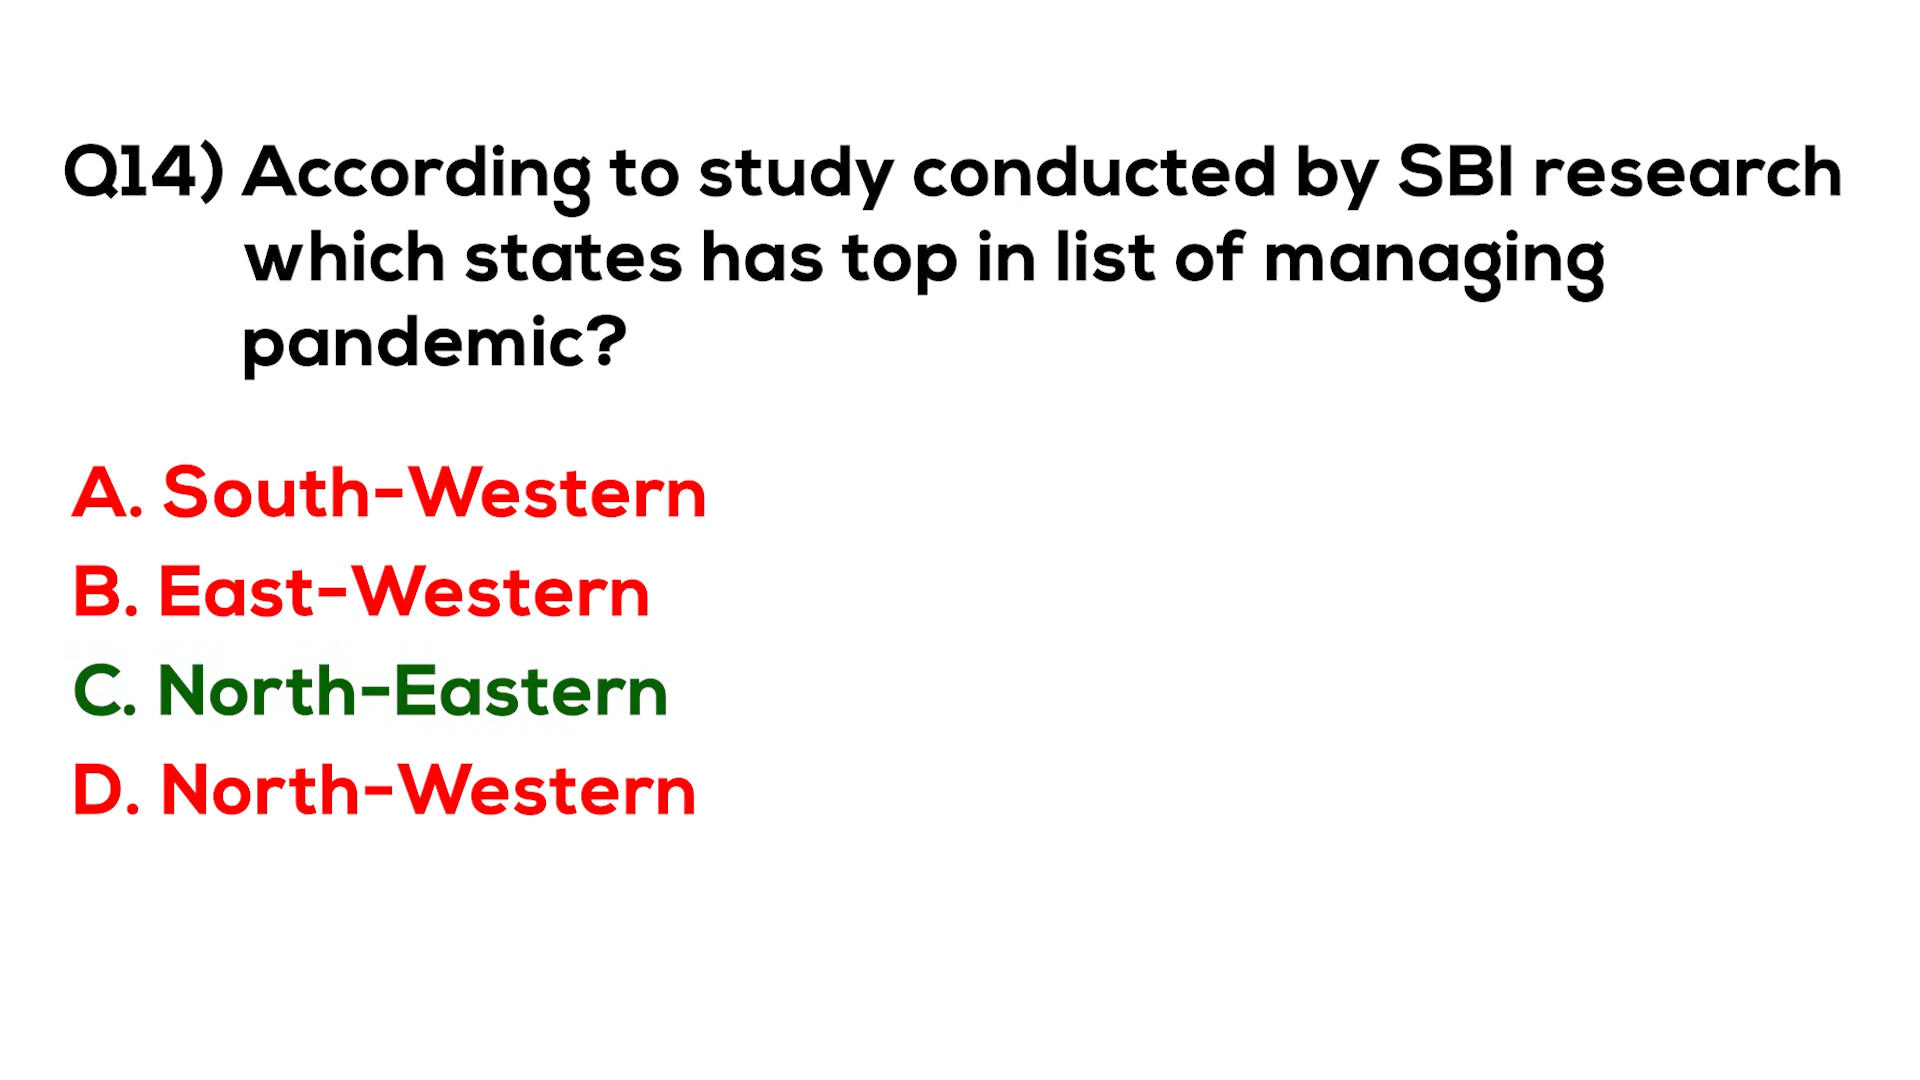 Q14) According to study conducted by SBI research
which states has top in list of managing
pandemic?
A. South-Western
B. East-Western
C. North-Eastern
D. North-Western